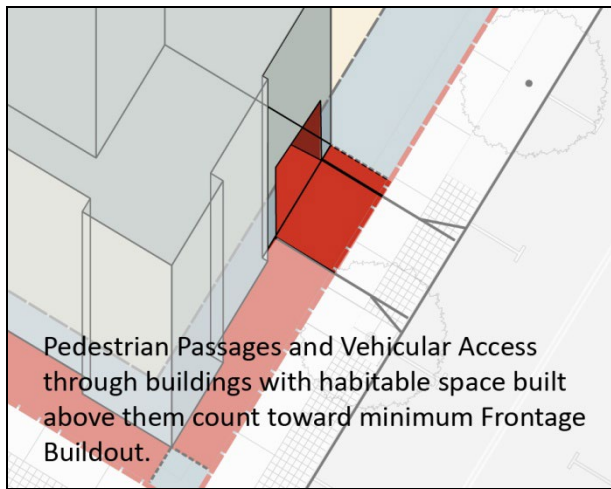 Pedestrian Passages and Vehicular Access
through buildings with habitable space built
above them count toward minimum Frontage
Buildout.